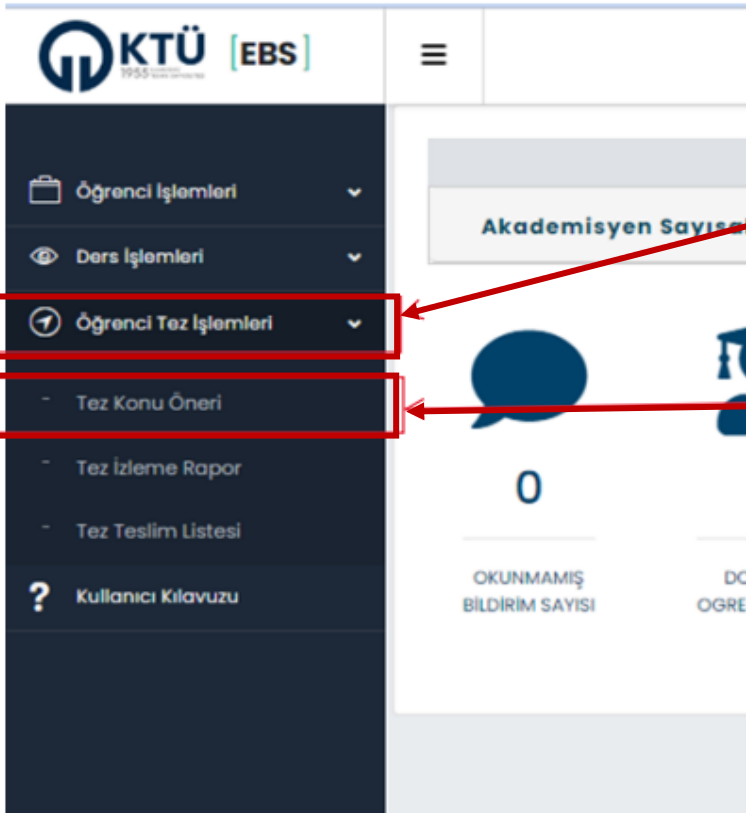 KTÜ [EBS]
1955
Öğrenci İşlemleri
Ders İşlemleri
Öğrenci Tez İşlemleri
- Tez Konu Öneri
- Tez İzleme Rapor
- Tez Teslim Listesi
? Kullanıcı Kılavuzu
Akademisyen
0
OKUNMAMIŞ
BİLDİRİM SAYISI